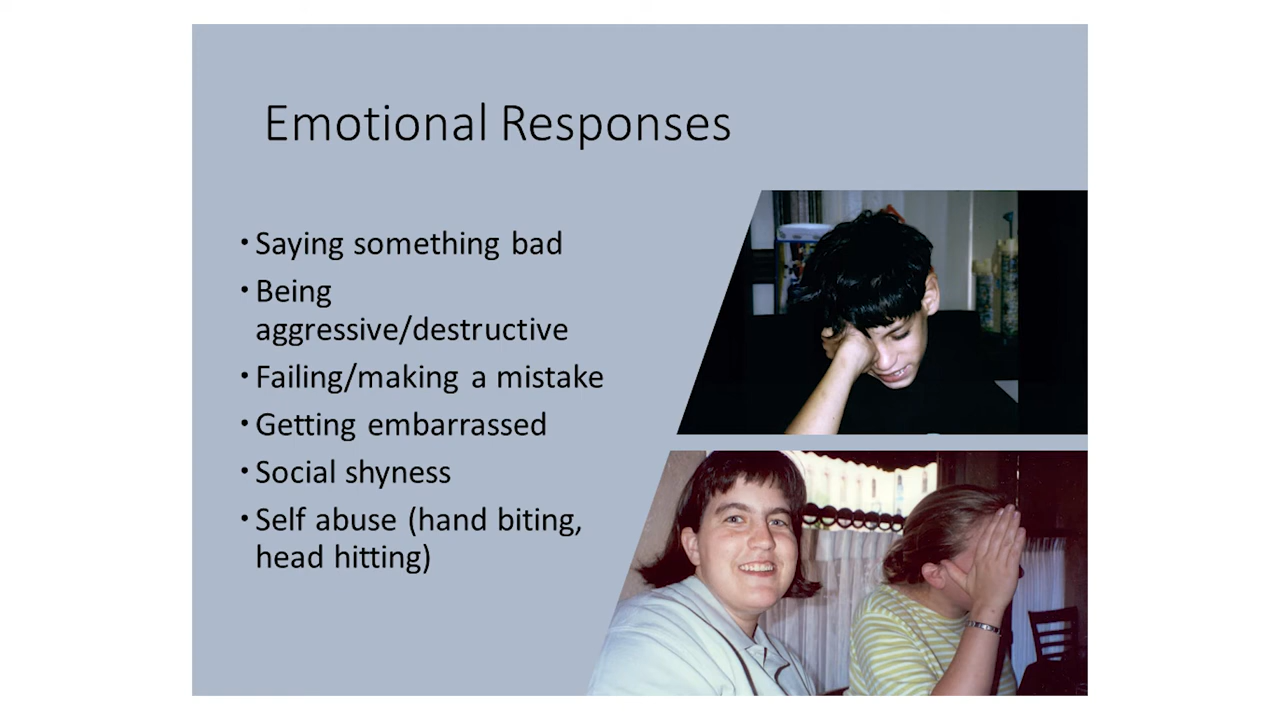 Emotional Responses
• Saying something bad
• Being
aggressive/destructive
• Failing/making a mistake
• Getting embarrassed
• Social shyness
• Self abuse (hand biting,
head hitting)